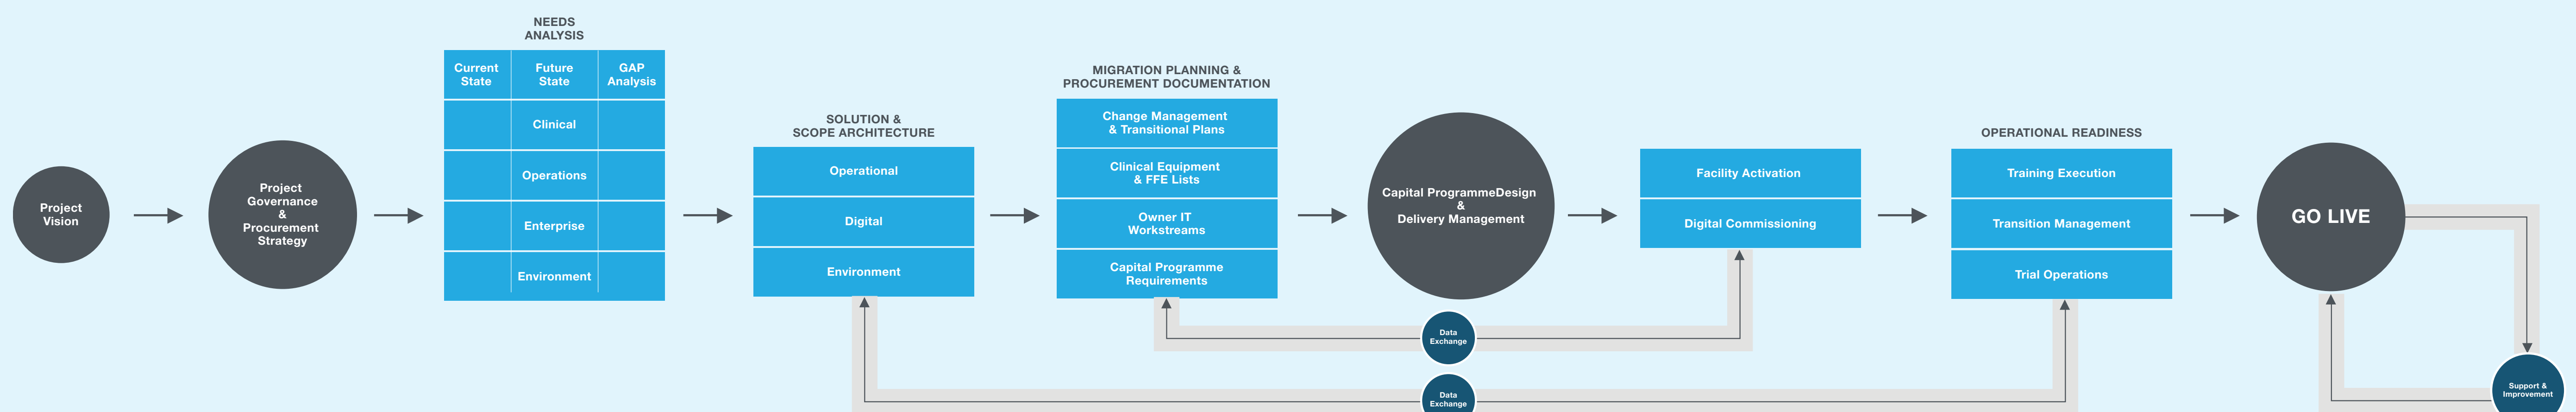 Project
Vision
Project
Governance
&
Procurement
Strategy
NEEDS
ANALYSIS
Current
State
Future
State
GAP
Analysis
Clinical
Operations
Enterprise
Environment
SOLUTION &
SCOPE ARCHITECTURE
Operational
Digital
Environment
MIGRATION PLANNING &
PROCUREMENT DOCUMENTATION
Change Management
& Transitional Plans
Clinical Equipment
& FFE Lists
Owner IT
Workstreams
Capital Programme
Requirements
Capital ProgrammeDesign
&
Delivery Management
Facility Activation
Digital Commissioning
OPERATIONAL READINESS
Training Execution
Transition Management
Trial Operations
GO LIVE
Data
Exchange
Data
Exchange
Support &
Improvement